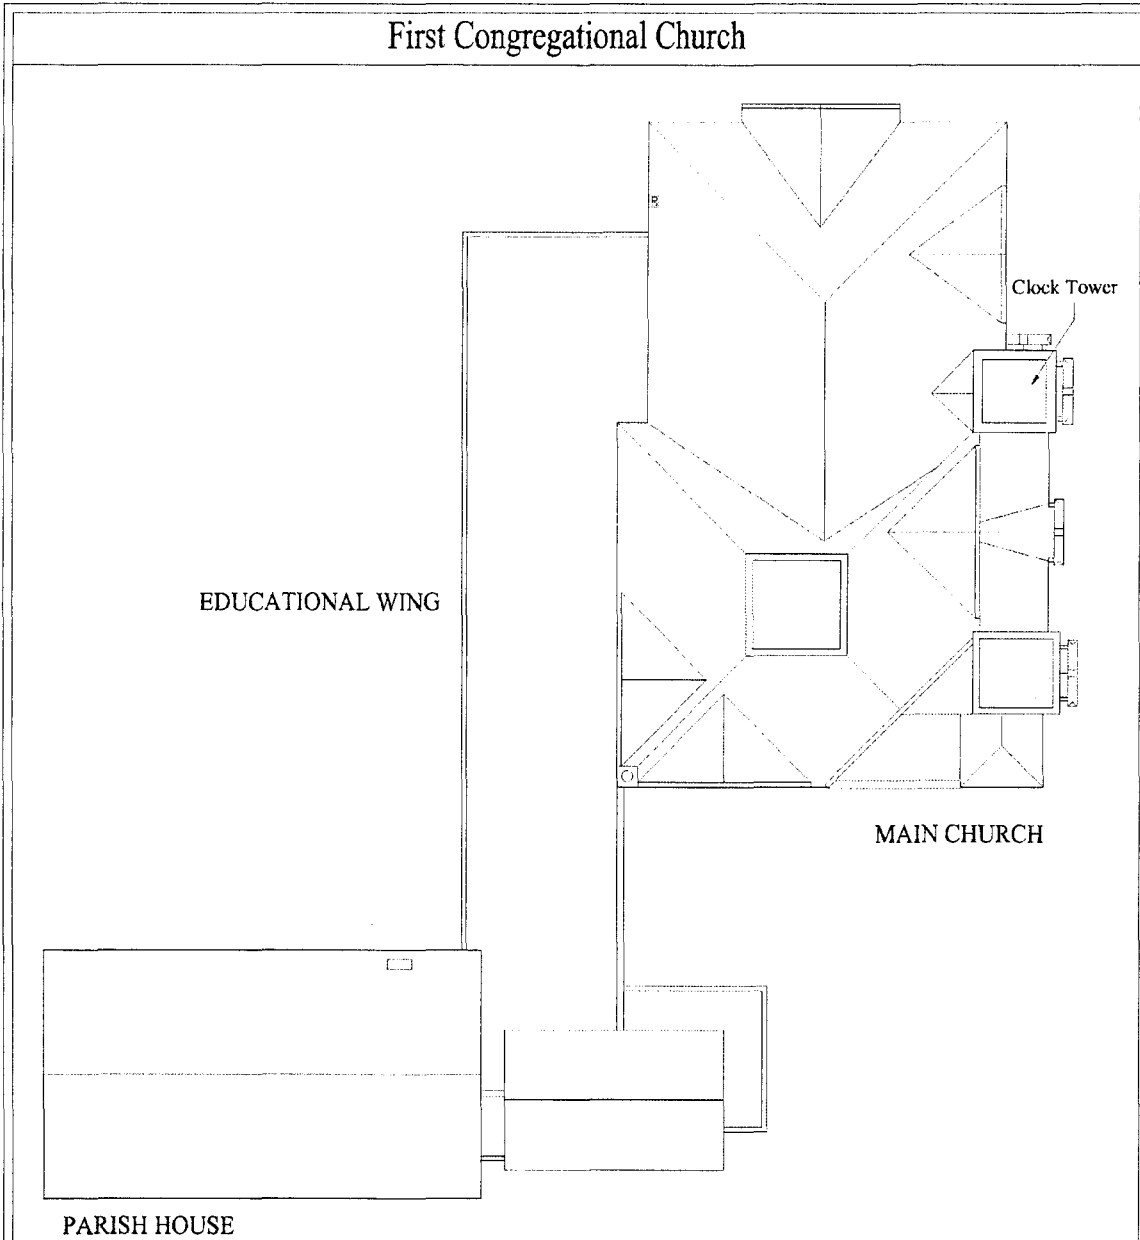 First Congregational Church
Clock Tower
EDUCATIONAL WING
MAIN CHURCH
PARISH HOUSE